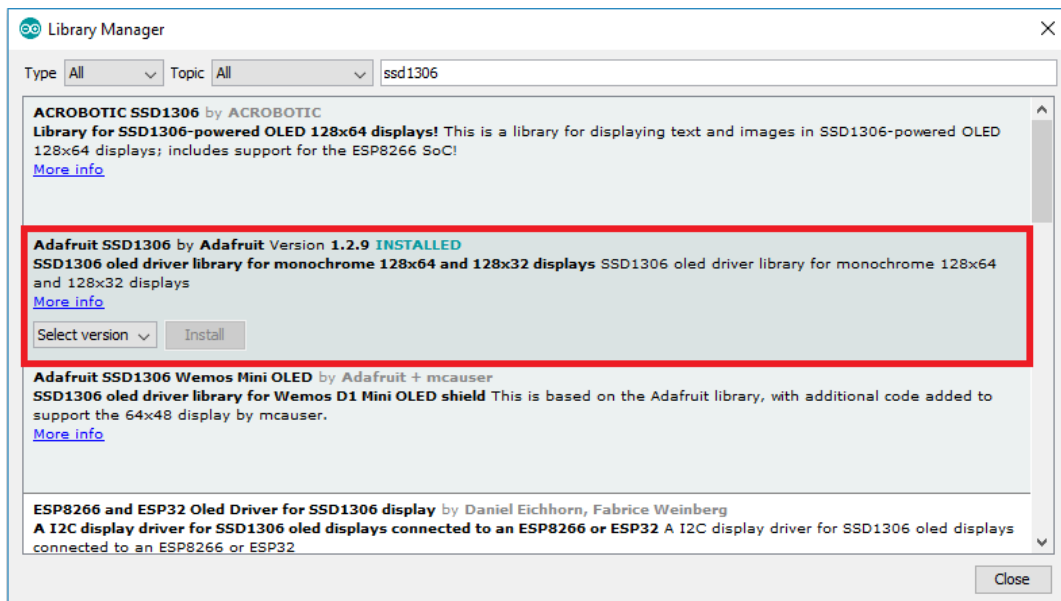 Library Manager
Type All Topic All ssd1306
ACROBOTIC SSD1306 by ACROBOTIC
Library for SSD1306-powered OLED 128x64 displays! This is a library for displaying text and images in SSD1306-powered OLED
128x64 displays; includes support for the ESP8266 SoC!
More info
Adafruit SSD1306 by Adafruit Version 1.2.9 INSTALLED
SSD1306 oled driver library for monochrome 128x64 and 128x32 displays SSD1306 oled driver library for monochrome 128x64
and 128x32 displays
More info
Select version Install
Adafruit SSD1306 Wemos Mini OLED by Adafruit + mcauser
SSD1306 oled driver library for Wemos D1 Mini OLED shield This is based on the Adafruit library, with additional code added to
support the 64x48 display by mcauser.
More info
ESP8266 and ESP32 Oled Driver for SSD1306 display by Daniel Eichhorn, Fabrice Weinberg
A I2C display driver for SSD1306 oled displays connected to an ESP8266 or ESP32 A I2C display driver for SSD1306 oled displays
connected to an ESP8266 or ESP32
Close